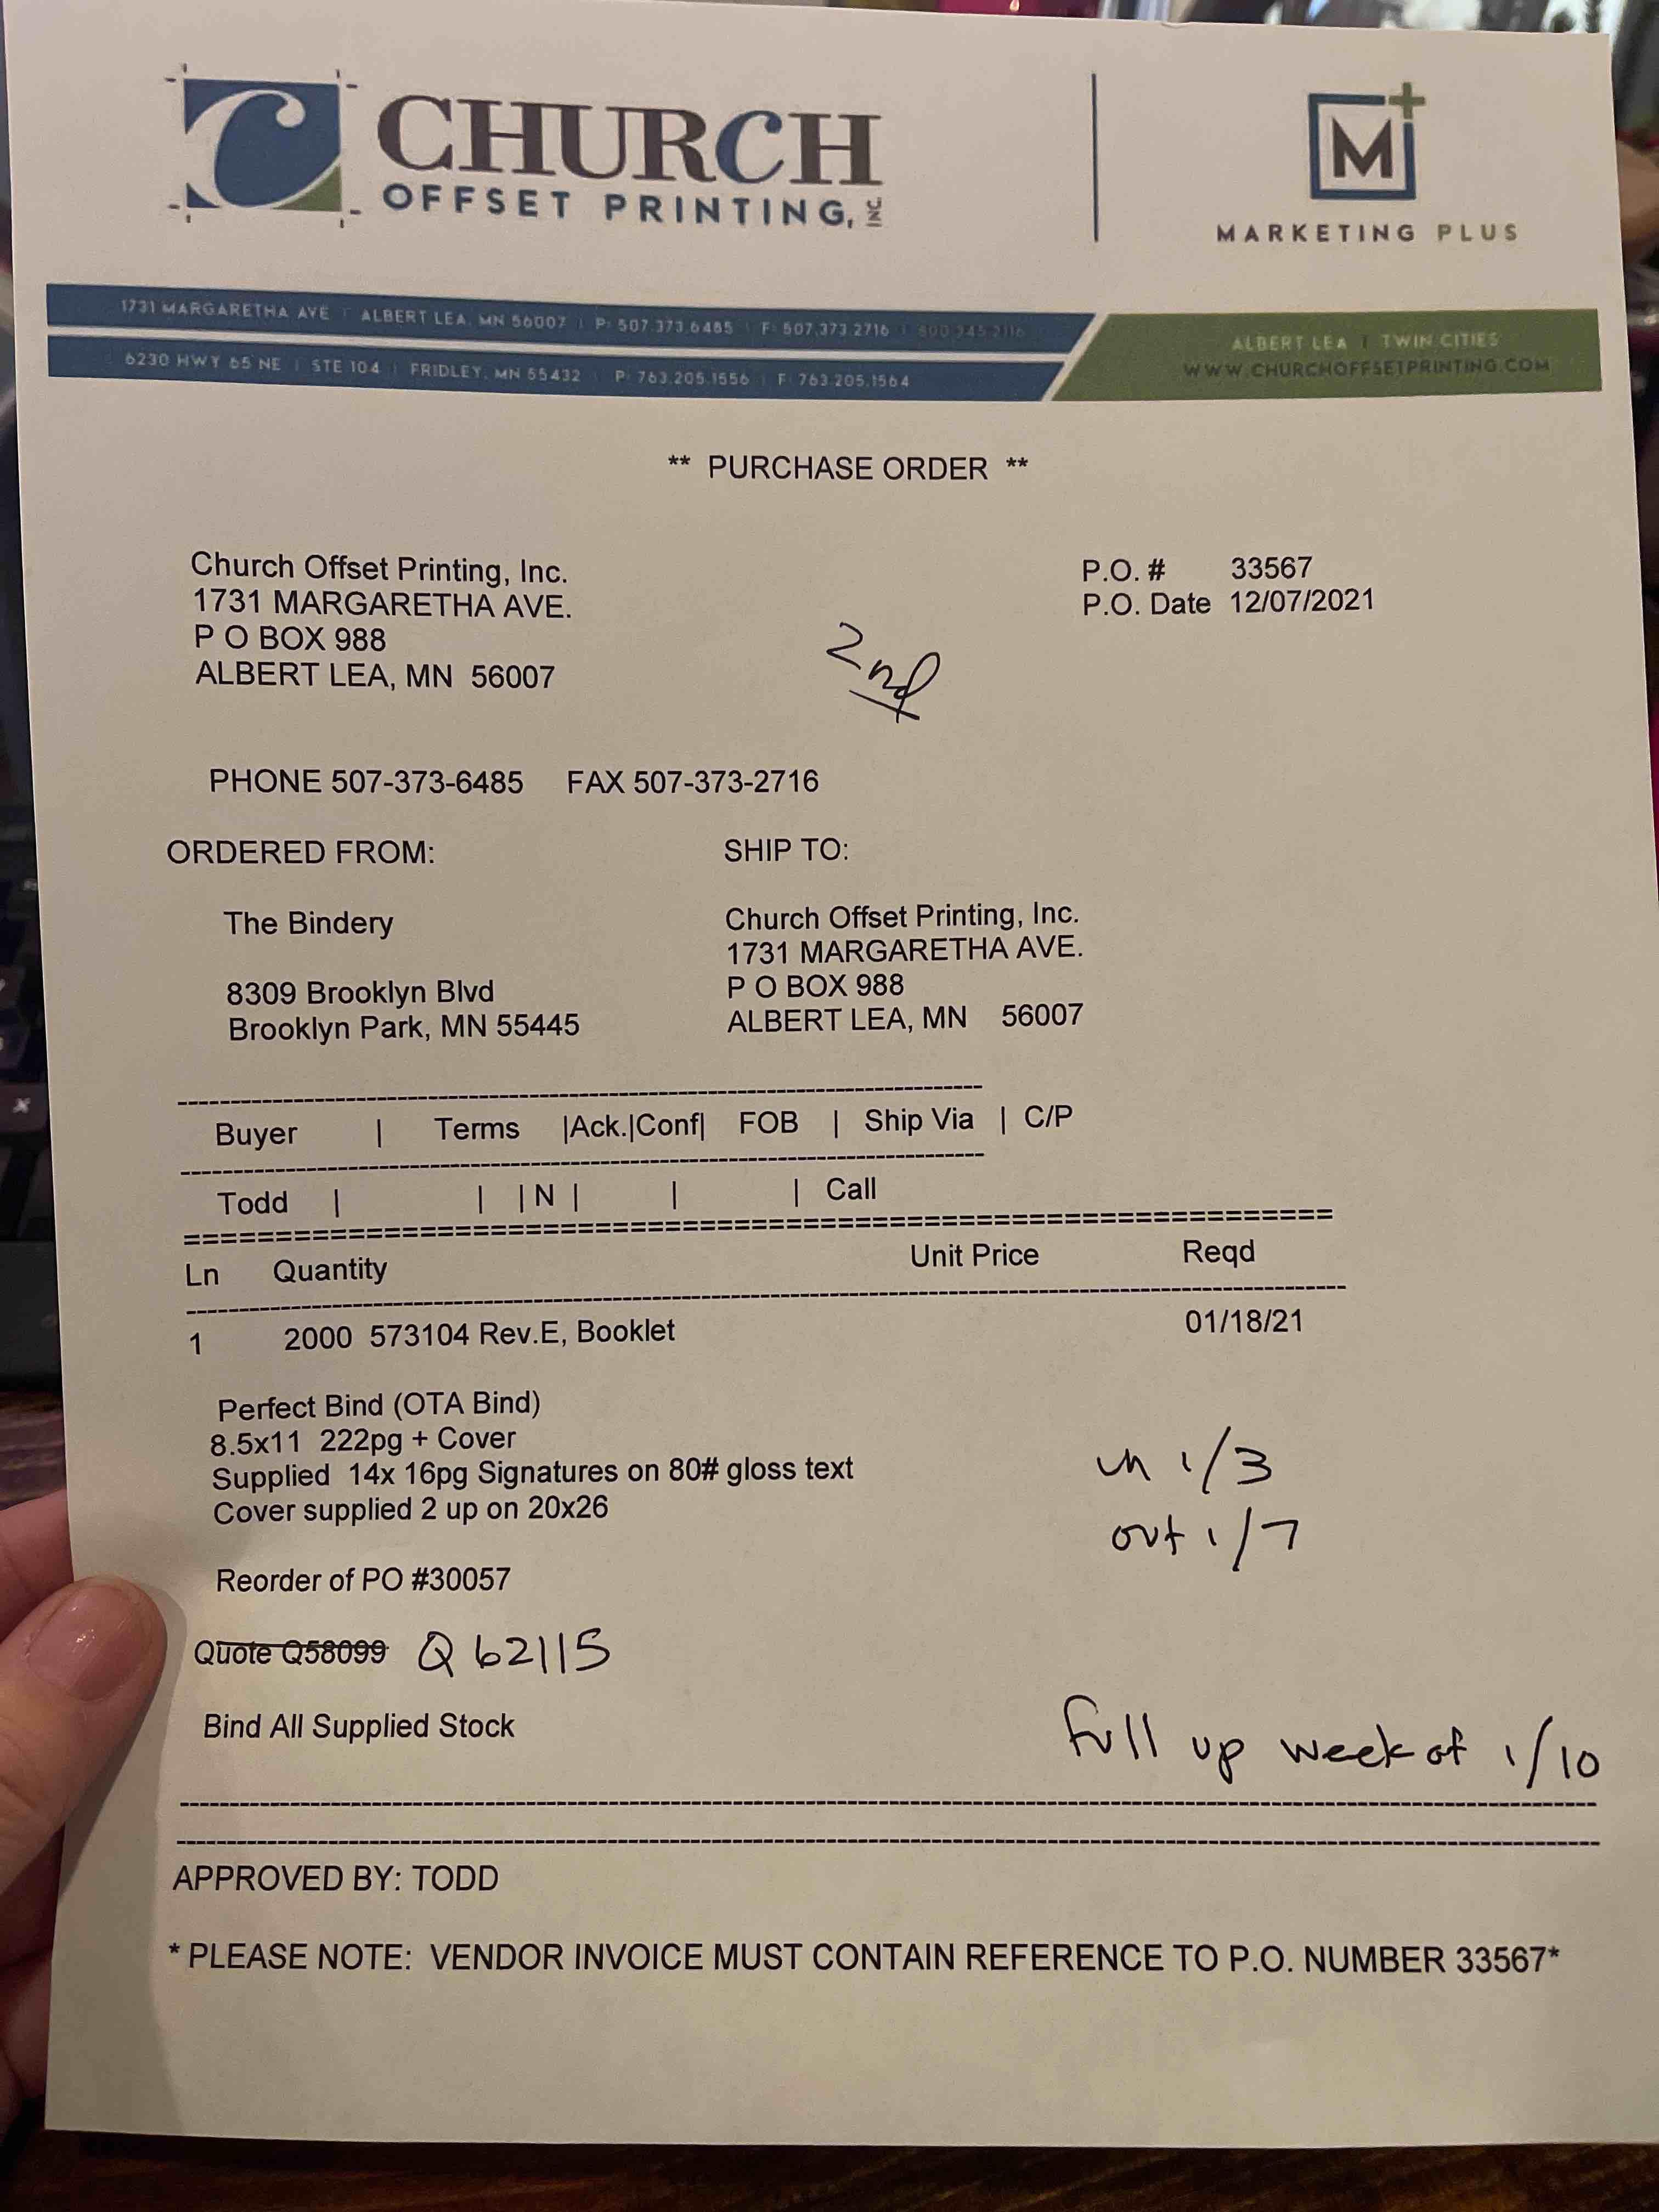 CHURCH
OFFSET PRINTING, INC
M+
MARKETING PLUS
1731 MARGARETHA AVE | ALBERT LEA, MN 56007 | P: 507.373.6485 | F: 507.373.2716 |
6230 HWY 65 NE | STE 104 | FRIDLEY, MN 55432 | P: 763.205.1556 | F: 763.205.1564
ALBERT LEA | TWIN CITIES
WWW.CHURCHOFFSETPRINTING.COM
** PURCHASE ORDER **
Church Offset Printing, Inc.
1731 MARGARETHA AVE.
P O BOX 988
ALBERT LEA, MN 56007
P.O. # 33567
P.O. Date 12/07/2021
2nd
PHONE 507-373-6485 FAX 507-373-2716
ORDERED FROM:
The Bindery
8309 Brooklyn Blvd
Brooklyn Park, MN 55445
SHIP TO:
Church Offset Printing, Inc.
1731 MARGARETHA AVE.
P O BOX 988
ALBERT LEA, MN 56007
Buyer | Terms |Ack.|Conf| FOB | Ship Via | C/P
Todd | | | N | | | Call
Ln Quantity Unit Price Reqd
1 2000 573104 Rev.E, Booklet 01/18/21
Perfect Bind (OTA Bind)
8.5x11 222pg + Cover
Supplied 14x 16pg Signatures on 80# gloss text
Cover supplied 2 up on 20x26
in 1/3
out 1/7
Reorder of PO #30057
Quote Q58099 Q 62115
Bind All Supplied Stock
full up week of 1/10
APPROVED BY: TODD
* PLEASE NOTE: VENDOR INVOICE MUST CONTAIN REFERENCE TO P.O. NUMBER 33567*